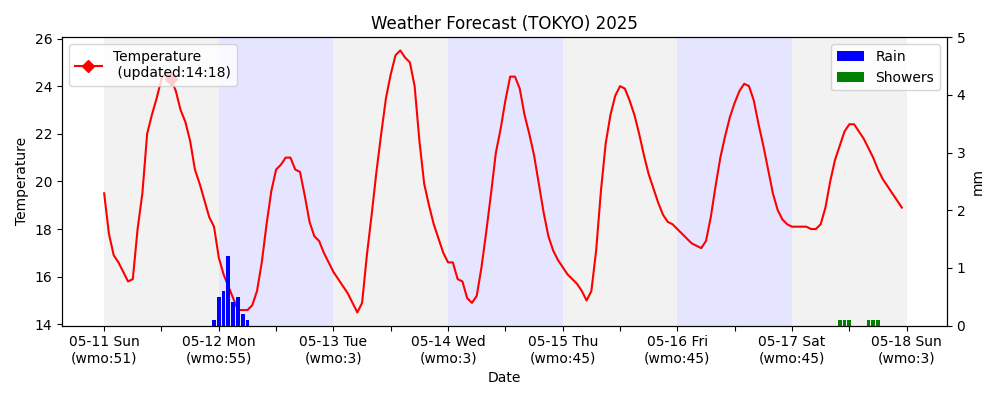 Weather Forecast (TOKYO) 2025
Temperature
(updated:14:18)
Rain
Showers
26
24
22
20
18
16
14
Temperature
5
4
3
2
1
0
mm
05-11 Sun
(wmo:51)
05-12 Mon
(wmo:55)
05-13 Tue
(wmo:3)
05-14 Wed
(wmo:3)
05-15 Thu
(wmo:45)
05-16 Fri
(wmo:45)
05-17 Sat
(wmo:45)
05-18 Sun
(wmo:3)
Date